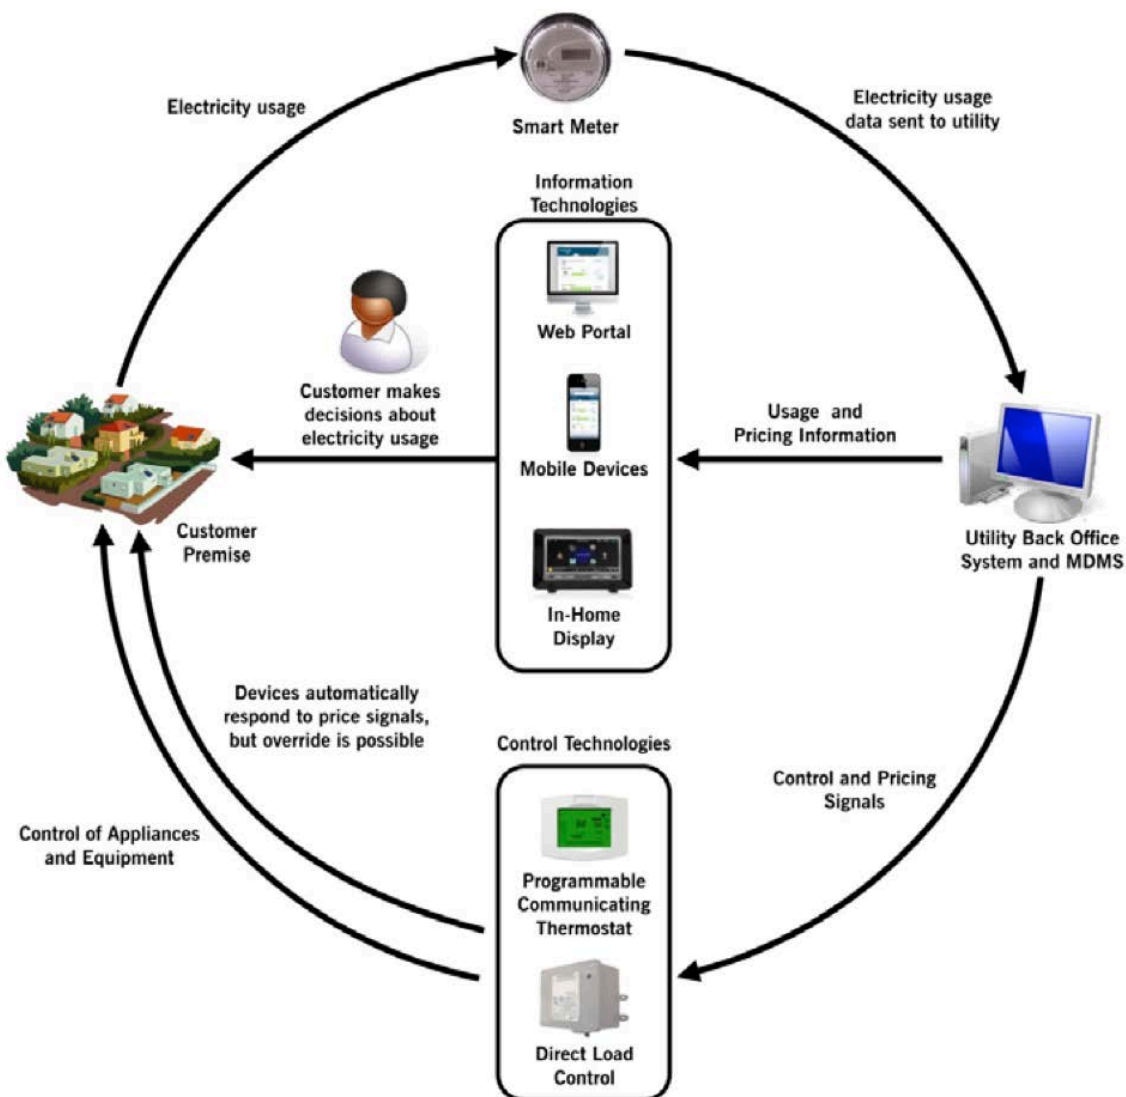 Electricity usage
Smart Meter
Electricity usage
data sent to utility
Information
Technologies
Web Portal
Customer makes
decisions about
electricity usage
Mobile Devices
Usage and
Pricing Information
Customer
Premise
In-Home
Display
Utility Back Office
System and MDMS
Devices automatically
respond to price signals,
but override is possible
Control Technologies
Control and Pricing
Signals
Control of Appliances
and Equipment
Programmable
Communicating
Thermostat
Direct Load
Control